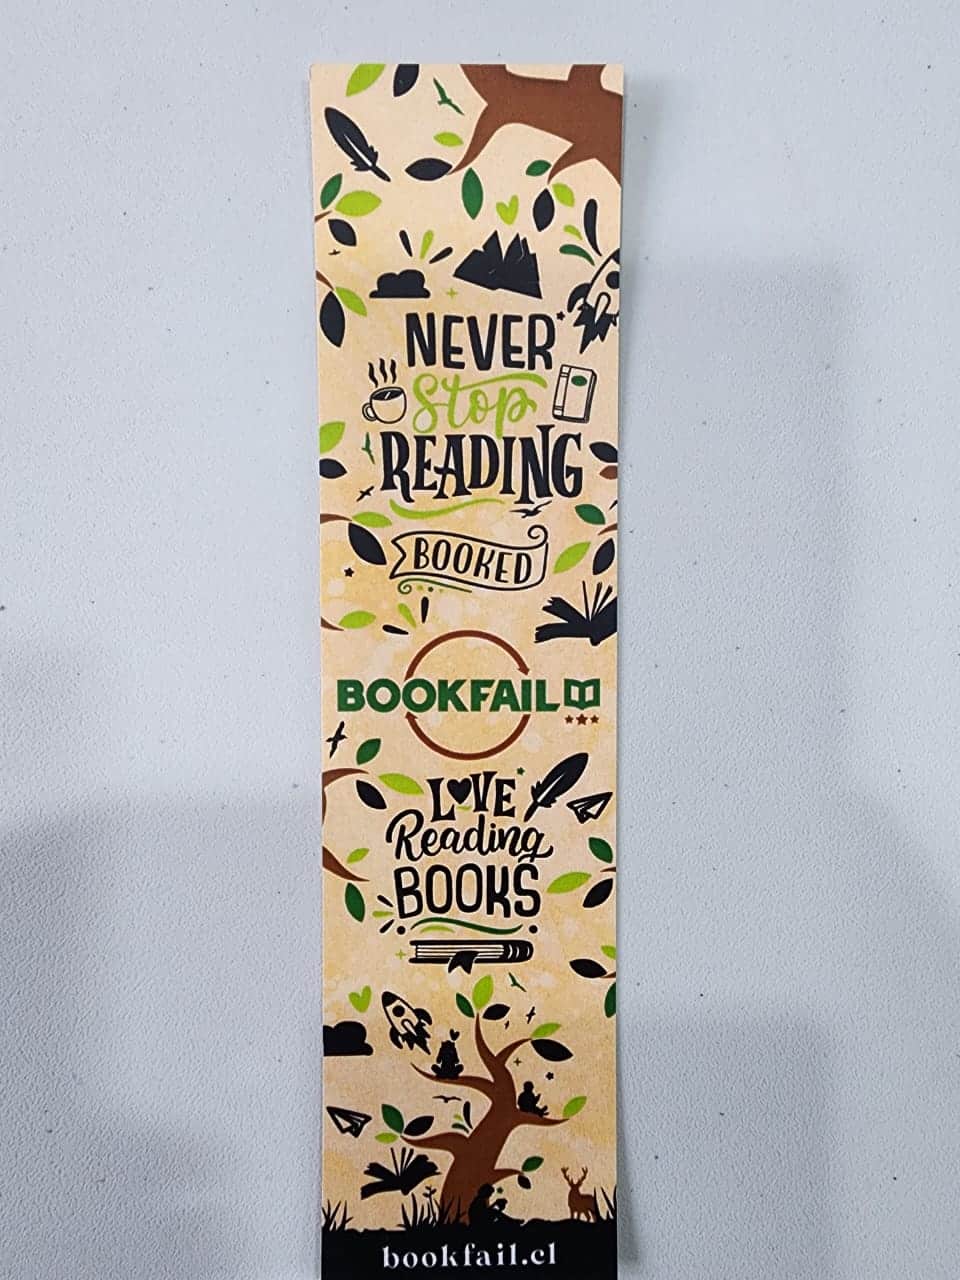 NEVER
Stop
READING
BOOKED
BOOKFAIL
LOVE
Reading
BOOKS
bookfail.cl